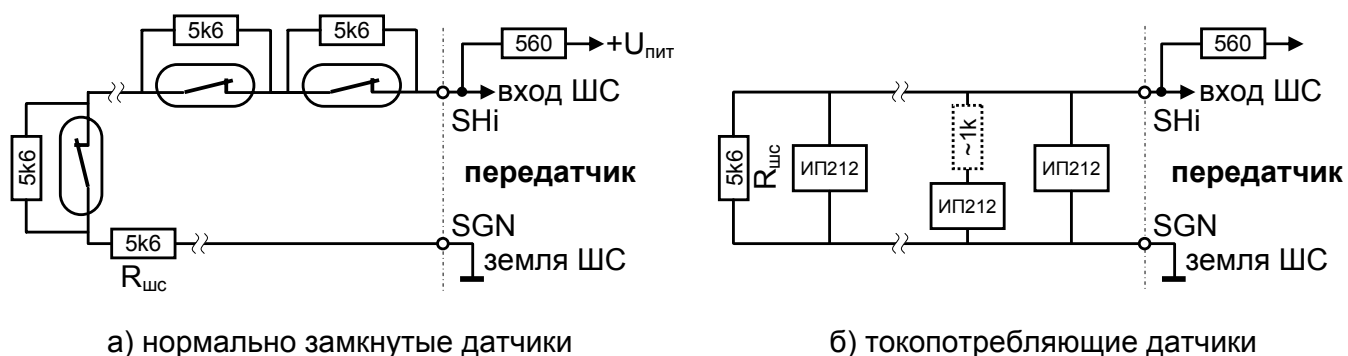 5k6
5k6
560
+Uпит
вход ШС
SHi
5k6
передатчик
SGN
5k6
земля ШС
Rшс
а) нормально замкнутые датчики
560
вход ШС
SHi
~1k
5k6
Rшс
ИП212
ИП212
ИП212
передатчик
SGN
земля ШС
б) токопотребляющие датчики